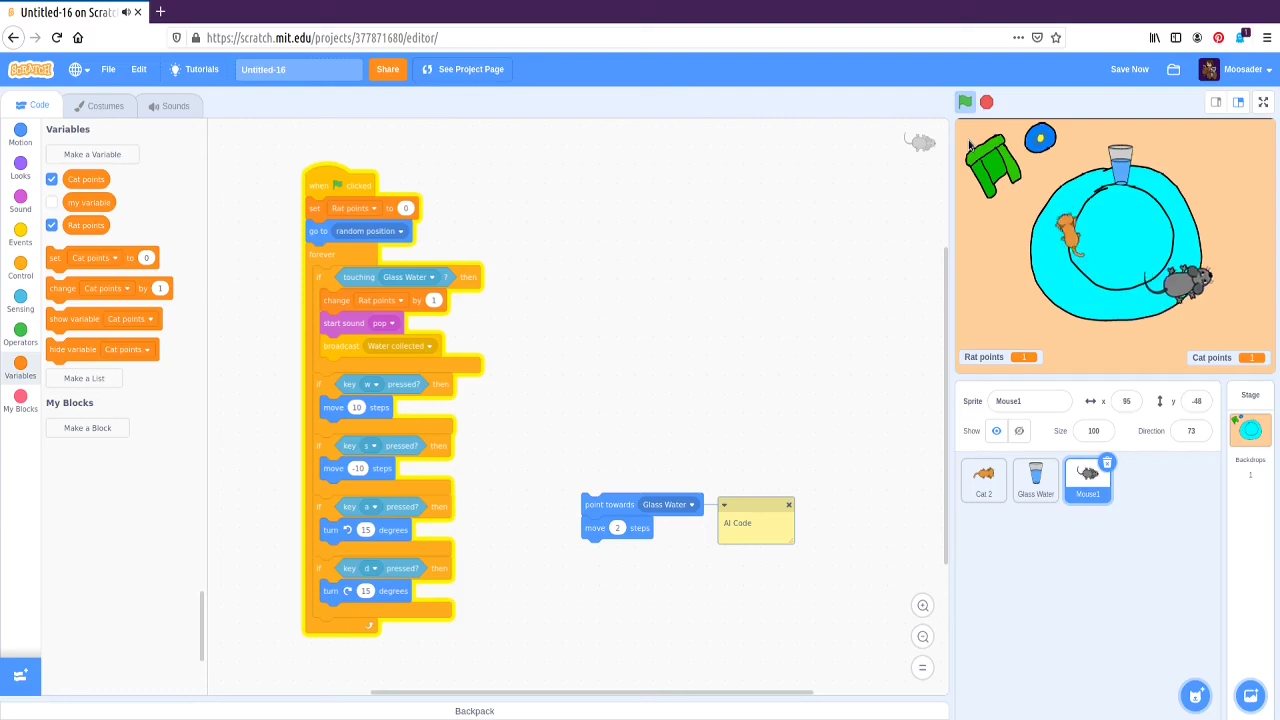 Untitled-16 on Scratch
https://scratch.mit.edu/projects/377871680/editor/
1
SCRATCH
File
Edit
Tutorials
Untitled-16
Share
See Project Page
Save Now
Moosader
Code
Costumes
Sounds
Motion
Looks
Sound
Events
Control
Sensing
Operators
Variables
My Blocks
Variables
Make a Variable
Cat points
my variable
Rat points
set Cat points to 0
change Cat points by 1
show variable Cat points
hide variable Cat points
Make a List
My Blocks
Make a Block
when clicked
set Rat points to 0
go to random position
forever
if touching Glass Water ? then
change Rat points by 1
start sound pop
broadcast Water collected
if key w pressed? then
move 10 steps
if key s pressed? then
move -10 steps
if key a pressed? then
turn 15 degrees
if key d pressed? then
turn 15 degrees
point towards Glass Water
move 2 steps
AI Code
Backpack
Rat points 1
Cat points 1
Sprite Mouse1 x 95 y -48
Show Size 100 Direction 73
Cat 2
Glass Water
Mouse1
Stage
Backdrops
1